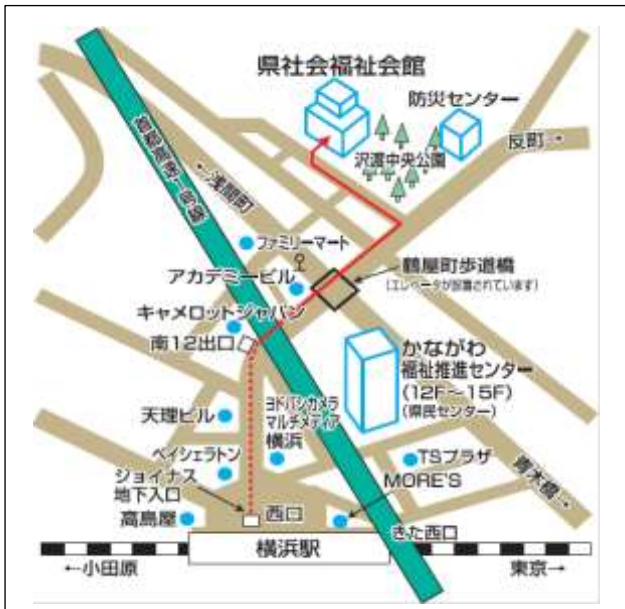 県社会福祉会館
防災センター
沢渡中央公園
反町→
首都高速一号線
←浅間町
ファミリーマート
アカデミービル
鶴屋町歩道橋
(エレベータが設置されています)
キャメロットジャパン
南12出口
かながわ
福祉推進センター
(12F～15F)
(県民センター)
天理ビル
ヨドバシカメラ
マルチメディア
横浜
ベイシェラトン
TSプラザ
青木橋→
ジョイナス
地下入口
MORE'S
高島屋
西口
きた西口
横浜駅
←小田原
東京→